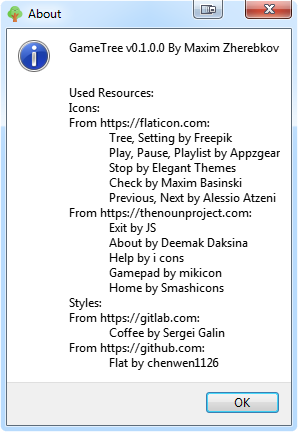 About
GameTree v0.1.0.0 By Maxim Zherebkov
Used Resources:
Icons:
From https://flaticon.com:
Tree, Setting by Freepik
Play, Pause, Playlist by Appzgear
Stop by Elegant Themes
Check by Maxim Basinski
Previous, Next by Alessio Atzeni
From https://thenounproject.com:
Exit by JS
About by Deemak Daksina
Help by i cons
Gamepad by mikicon
Home by Smashicons
Styles:
From https://gitlab.com:
Coffee by Sergei Galin
From https://github.com:
Flat by chenwen1126
OK